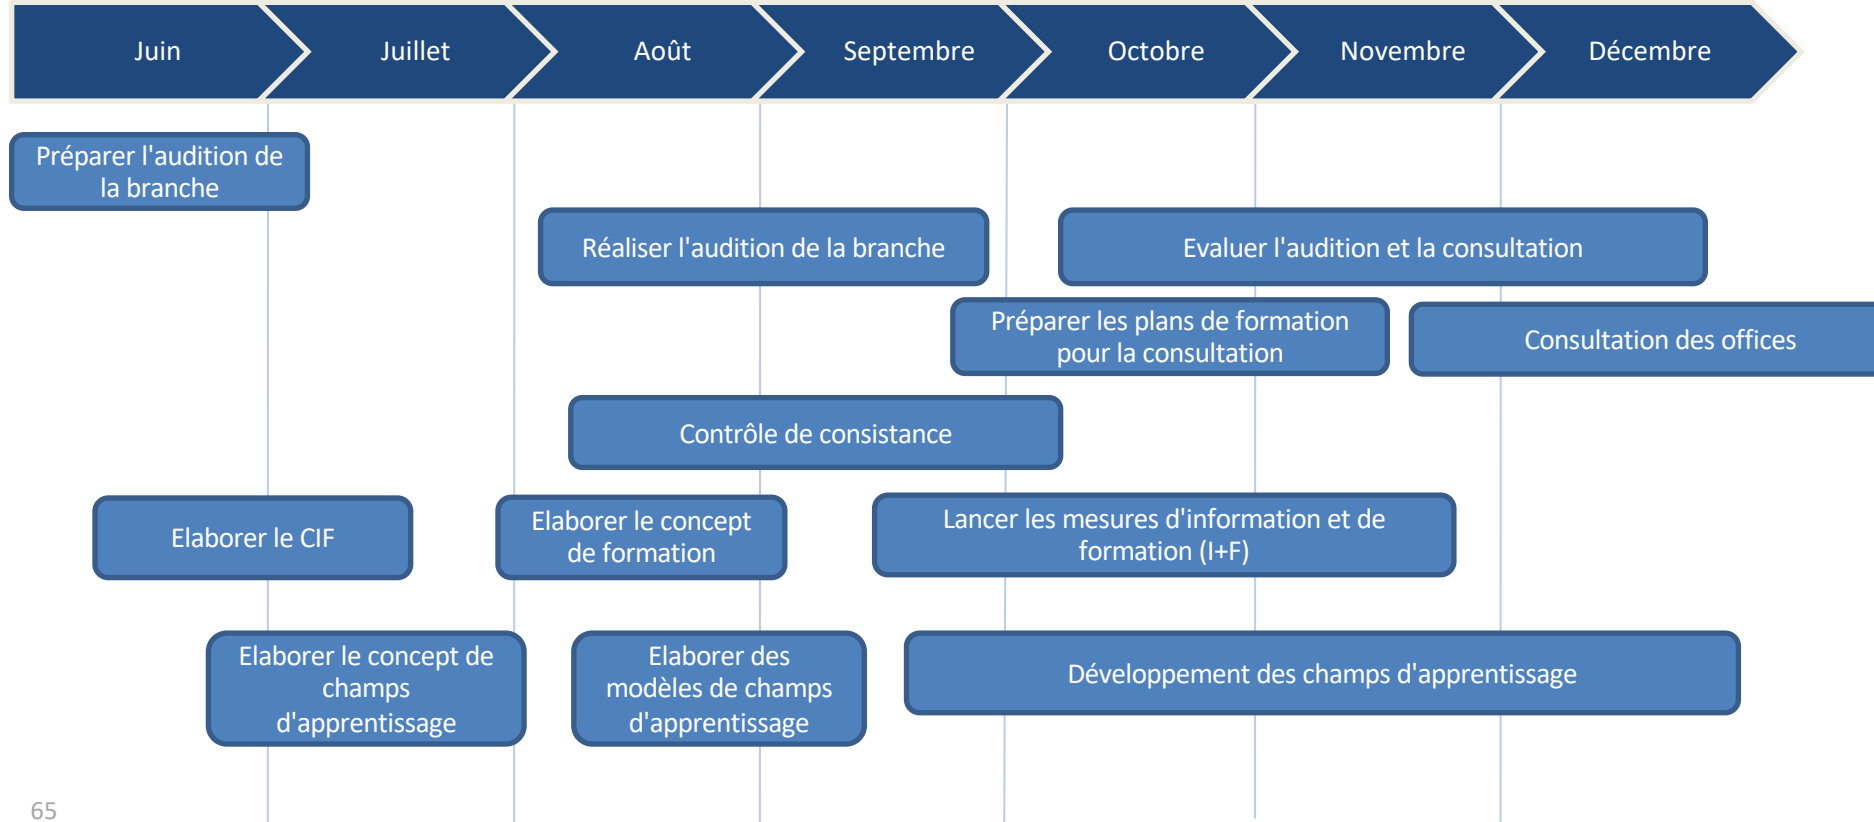 Juin
Juillet
Août
Septembre
Octobre
Novembre
Décembre
Préparer l'audition de
la branche
Réaliser l'audition de la branche
Evaluer l'audition et la consultation
Préparer les plans de formation
pour la consultation
Consultation des offices
Contrôle de consistance
Elaborer le CIF
Elaborer le concept
de formation
Lancer les mesures d'information et de
formation (I+F)
Elaborer le concept de
champs
d'apprentissage
Elaborer des
modèles de champs
d'apprentissage
Développement des champs d'apprentissage
65